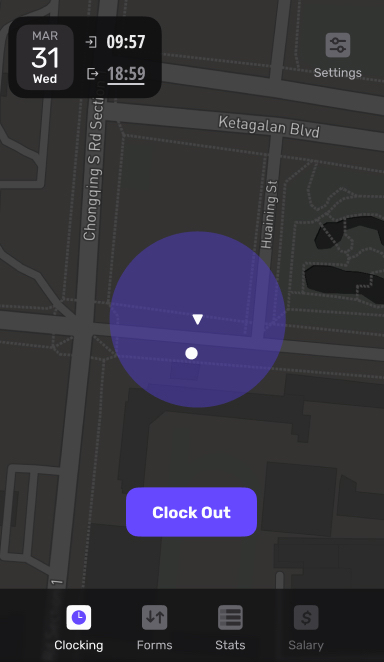 MAR
31
Wed
09:57
18:59
Settings
Ketagalan Blvd
Chongqing S Rd Secti
Huaining St
Clock Out
1
Clocking
Forms
Stats
$
Salary